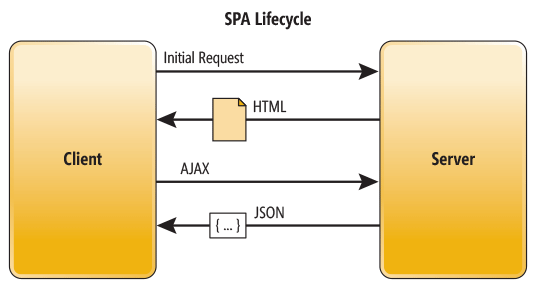 SPA Lifecycle
Initial Request
HTML
Client
Server
AJAX
JSON
{ ... }